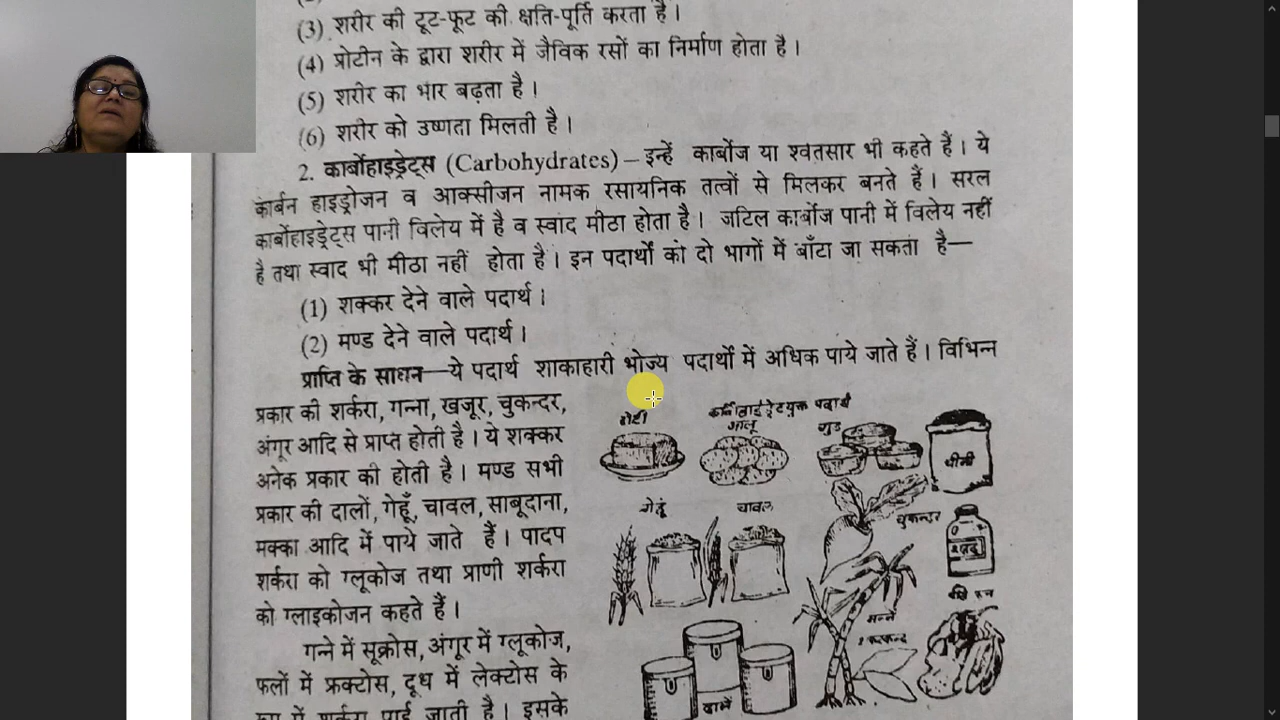 (3) शरीर की टूट-फूट की क्षति-पूर्ति करता है।
(4) प्रोटीन के द्वारा शरीर में जैविक रसों का निर्माण होता है।
(5) शरीर का भार बढ़ता है।
(6) शरीर को उष्णता मिलती है।
2. कार्बोहाइड्रेट्स (Carbohydrates) – इन्हें कार्बोज या श्वतसार भी कहते हैं। ये
कार्बन हाइड्रोजन व आक्सीजन नामक रसायनिक तत्वों से मिलकर बनते हैं। सरल
कार्बोहाइड्रेट्स पानी विलेय में है व स्वाद मीठा होता है। जटिल कार्बोज पानी में विलेय नहीं
है तथा स्वाद भी मीठा नहीं होता है। इन पदार्थों को दो भागों में बाँटा जा सकता है—
(1) शक्कर देने वाले पदार्थ।
(2) मण्ड देने वाले पदार्थ।
प्राप्ति के साधन—ये पदार्थ शाकाहारी भोज्य पदार्थों में अधिक पाये जाते हैं। विभिन्न
प्रकार की शर्करा, गन्ना, खजूर, चुकन्दर,
अंगूर आदि से प्राप्त होती है। ये शक्कर
अनेक प्रकार की होती है। मण्ड सभी
प्रकार की दालों, गेहूँ, चावल, साबूदाना,
मक्का आदि में पाये जाते हैं। पादप
शर्करा को ग्लूकोज तथा प्राणी शर्करा
को ग्लाइकोजन कहते हैं।
गन्ने में सूक्रोस, अंगूर में ग्लूकोज,
फलों में फ्रक्टोस, दूध में लेक्टोस के
रूप में शर्करा पाई जाती है। इसके
पदार्थ
रोटी
आलू
गुड़
चीनी
गेहूं
चावल
चुकन्दर
शहद
गन्ने
दालें